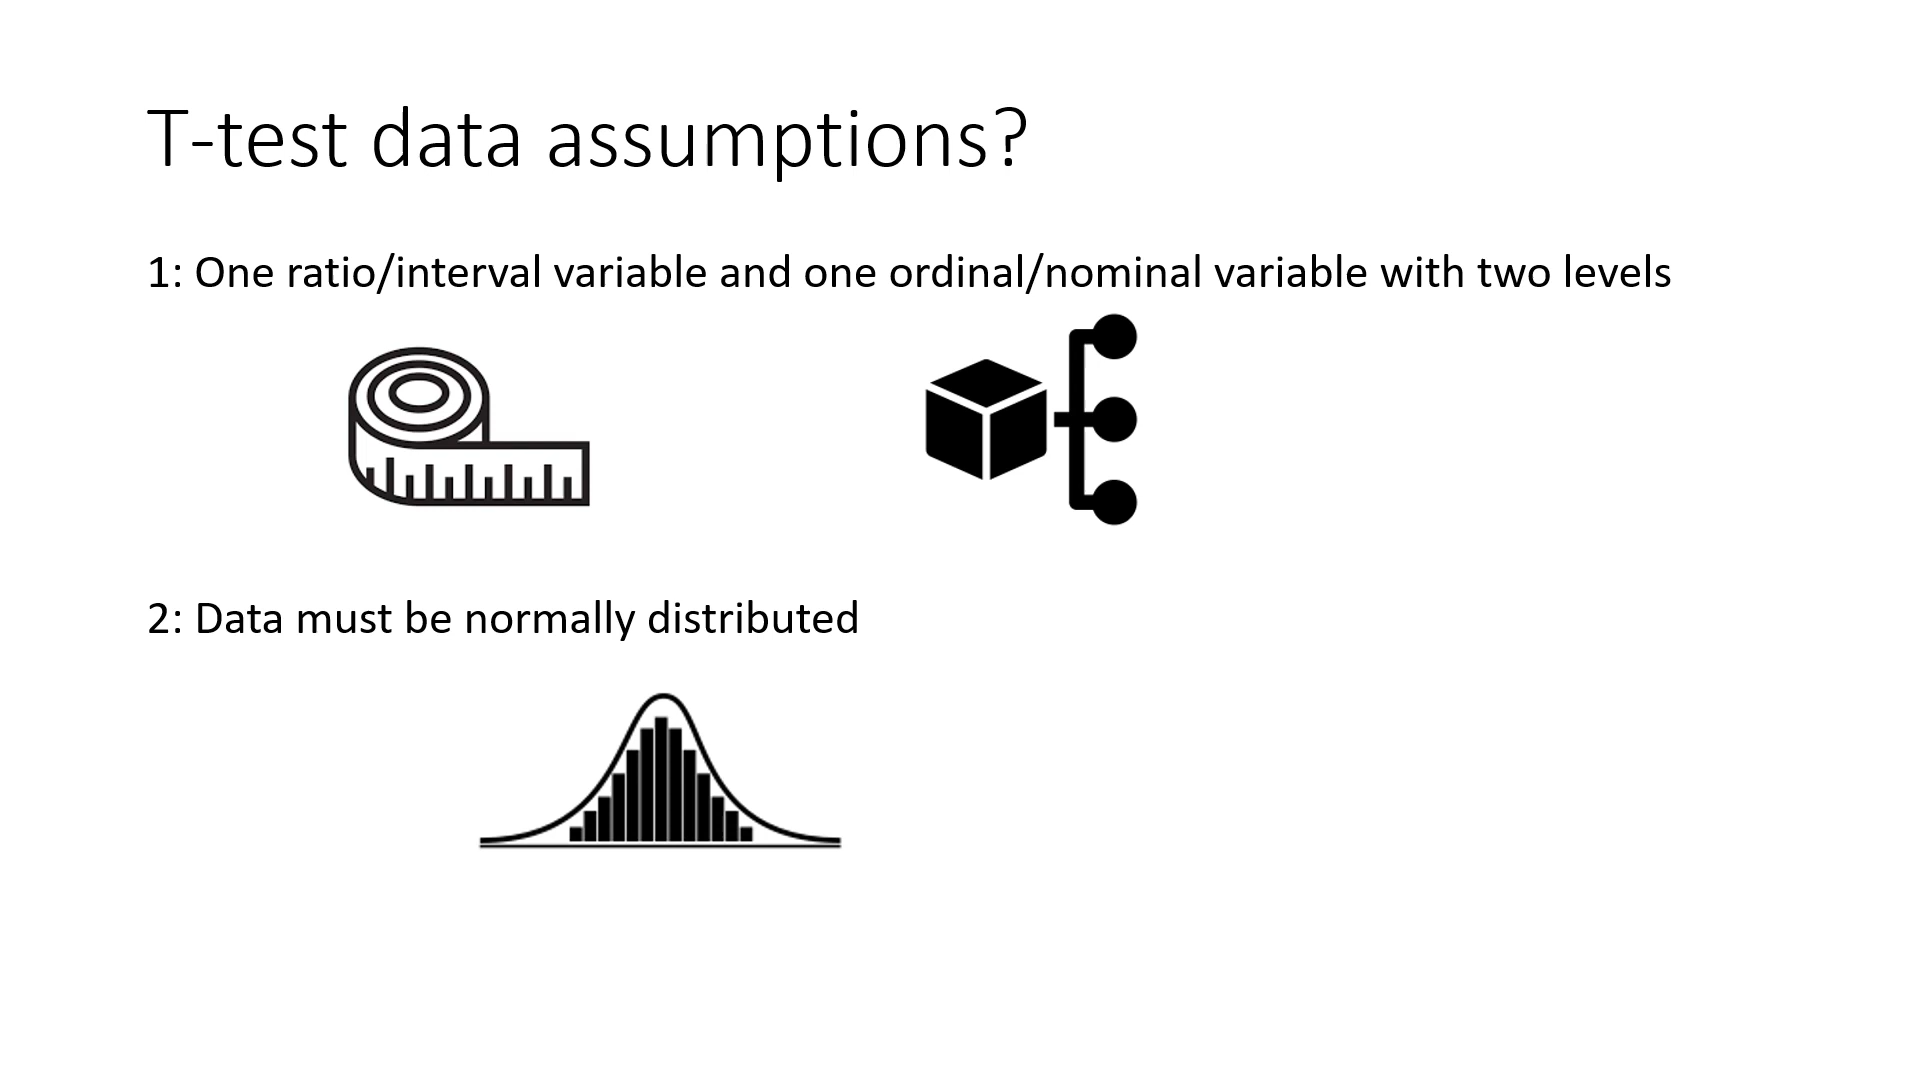 T-test data assumptions?
1: One ratio/interval variable and one ordinal/nominal variable with two levels
2: Data must be normally distributed